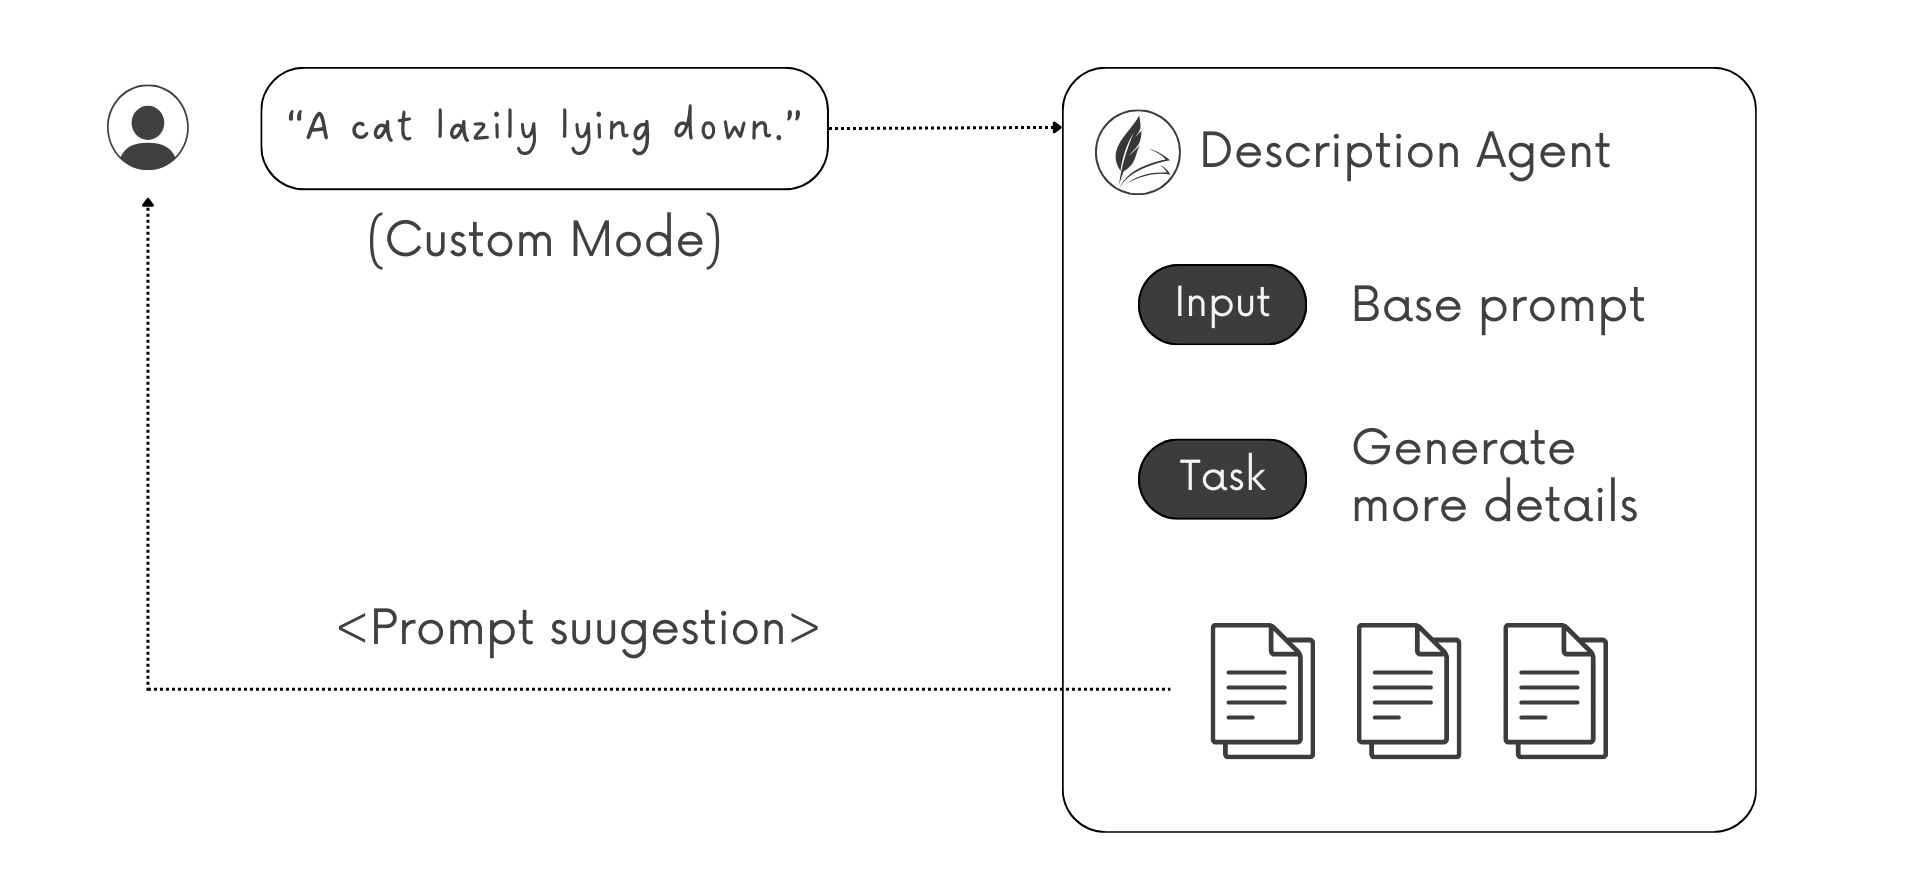 “A cat lazily lying down.”
(Custom Mode)
Description Agent
Input
Base prompt
Task
Generate
more details
<Prompt suugestion>